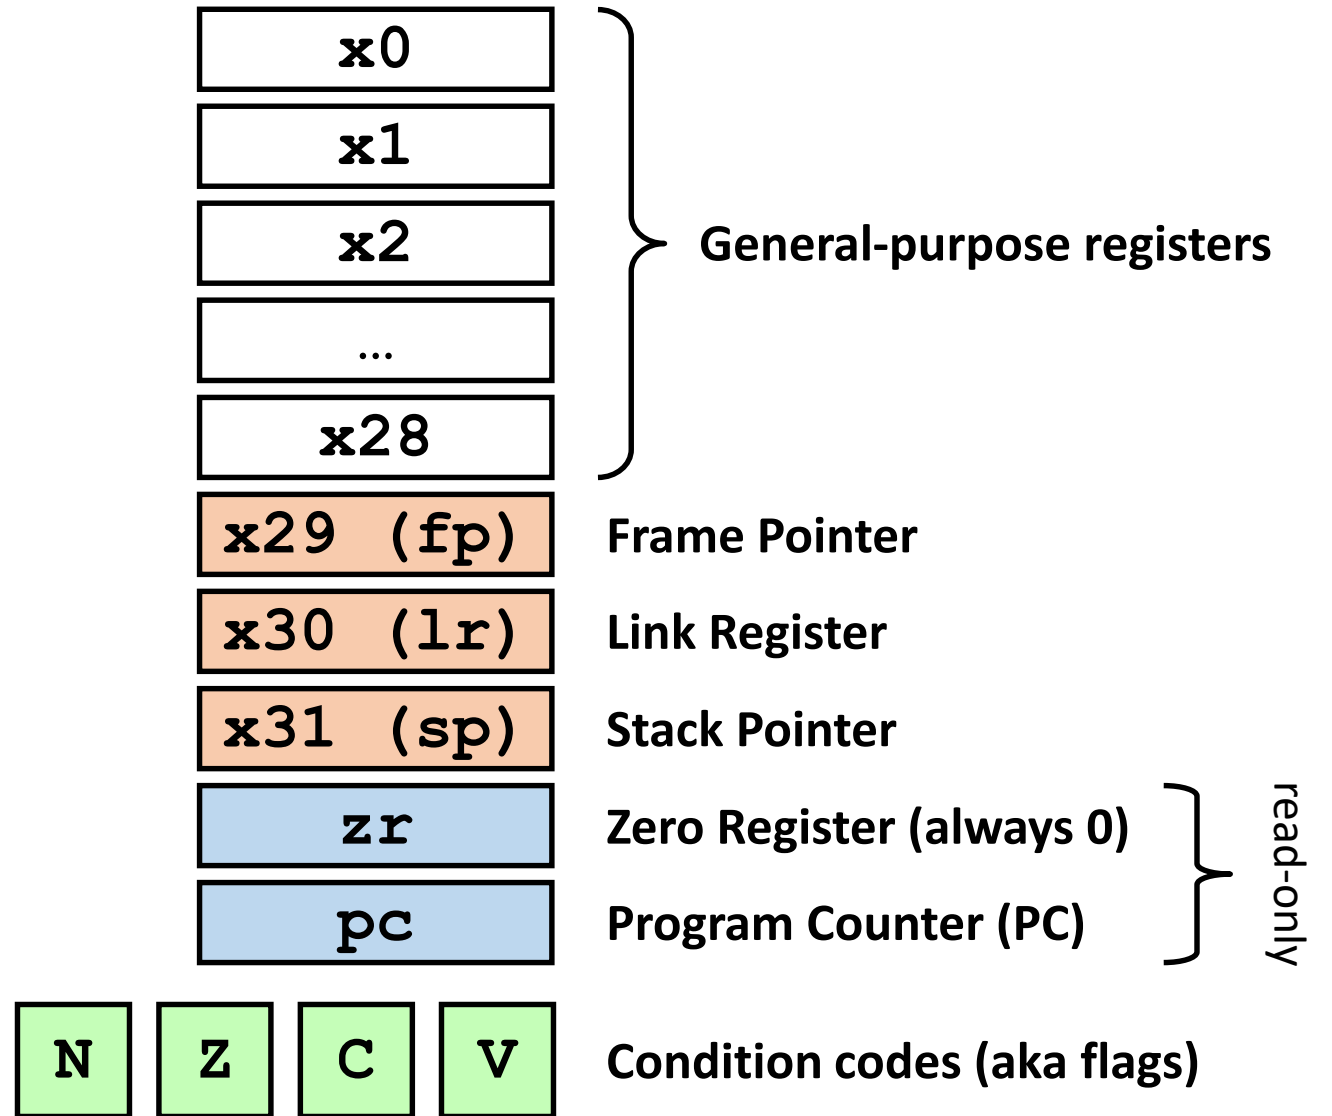 x0
x1
x2
General-purpose registers
...
x28
x29 (fp) Frame Pointer
x30 (lr) Link Register
x31 (sp) Stack Pointer
zr Zero Register (always 0)
read-only
pc Program Counter (PC)
N Z C V Condition codes (aka flags)